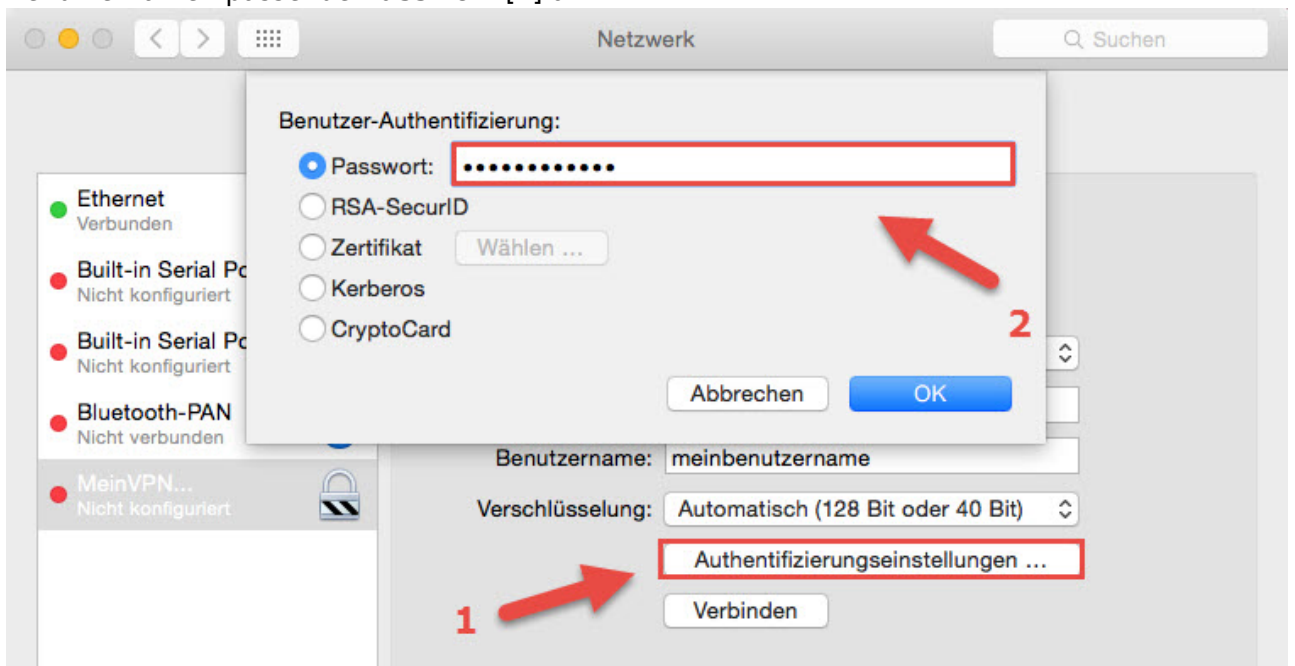 Netzwerk
Suchen
Benutzer-Authentifizierung:
Passwort: ••••••••••••
RSA-SecurID
Zertifikat Wählen ...
Kerberos
CryptoCard
2
Abbrechen OK
Ethernet
Verbunden
Built-in Serial Po
Nicht konfiguriert
Built-in Serial Po
Nicht konfiguriert
Bluetooth-PAN
Nicht verbunden
MeinVPN...
Nicht konfiguriert
Benutzername: meinbenutzername
Verschlüsselung: Automatisch (128 Bit oder 40 Bit)
Authentifizierungseinstellungen ...
1
Verbinden